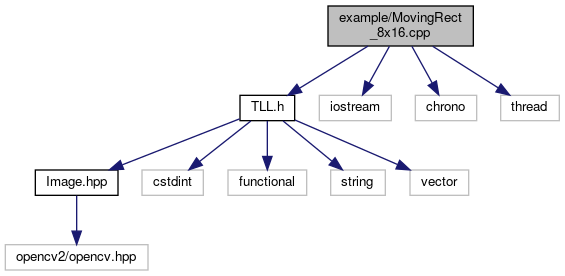 example/MovingRect
_8x16.cpp
TLL.h
iostream
chrono
thread
Image.hpp
cstdint
functional
string
vector
opencv2/opencv.hpp